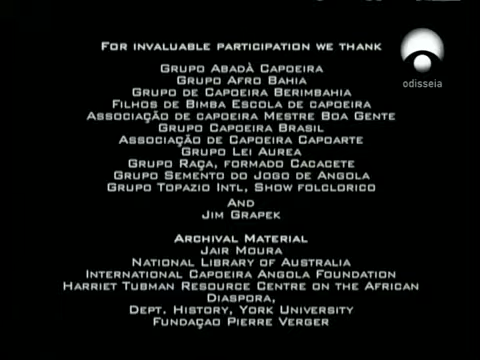 FOR INVALUABLE PARTICIPATION WE THANK
GRUPO ABADÀ CAPOEIRA
GRUPO AFRO BAHIA
GRUPO DE CAPOEIRA BERIMBAHIA
FILHOS DE BIMBA ESCOLA DE CAPOEIRA
ASSOCIAÇÃO DE CAPOEIRA MESTRE BOA GENTE
GRUPO CAPOEIRA BRASIL
ASSOCIAÇÃO DE CAPOEIRA CAPOARTE
GRUPO LEI AUREA
GRUPO RAÇA, FORMADO CACACETE
GRUPO SEMENTO DO JOGO DE ANGOLA
GRUPO TOPAZIO INTL, SHOW FOLCLORICO
AND
JIM GRAPEK
ARCHIVAL MATERIAL
JAIR MOURA
NATIONAL LIBRARY OF AUSTRALIA
INTERNATIONAL CAPOEIRA ANGOLA FOUNDATION
HARRIET TUBMAN RESOURCE CENTRE ON THE AFRICAN
DIASPORA,
DEPT. HISTORY, YORK UNIVERSITY
FUNDAÇAO PIERRE VERGER
odisseia